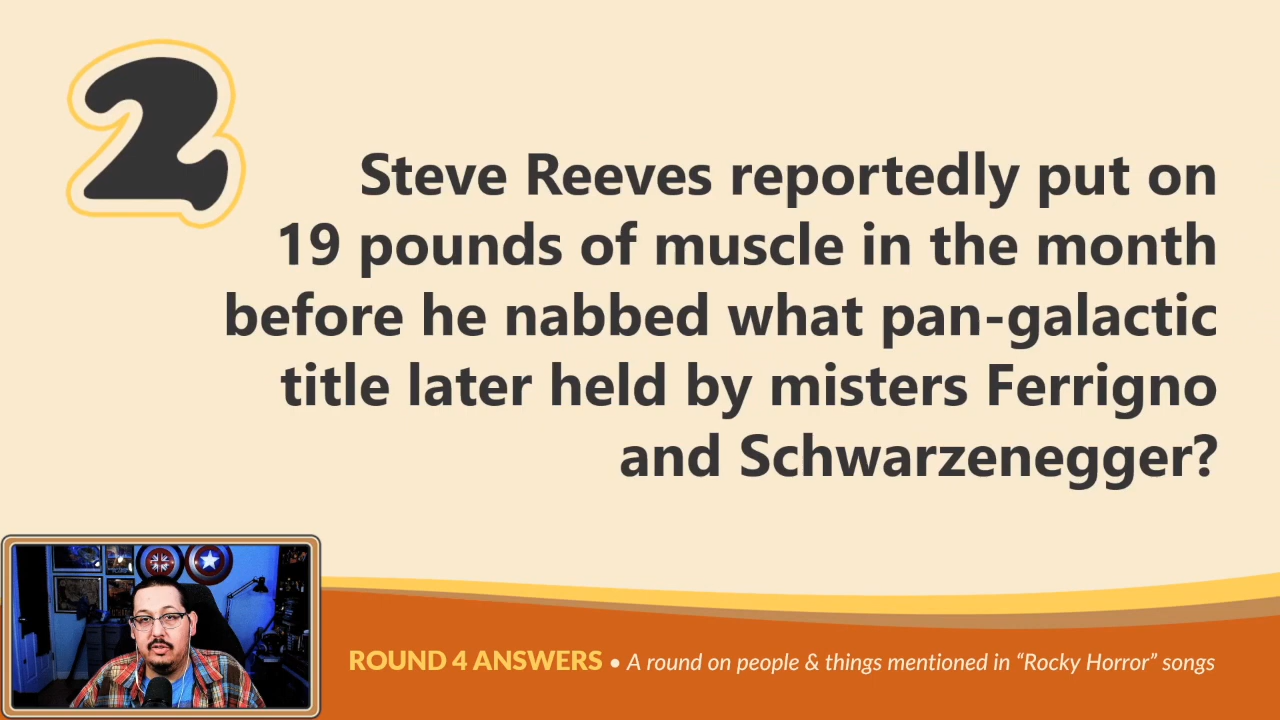 2
Steve Reeves reportedly put on
19 pounds of muscle in the month
before he nabbed what pan-galactic
title later held by misters Ferrigno
and Schwarzenegger?
ROUND 4 ANSWERS • A round on people & things mentioned in “Rocky Horror” songs